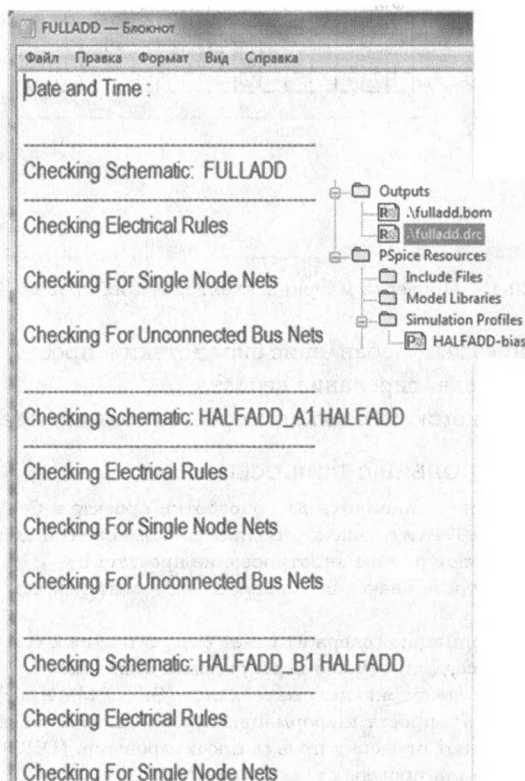 FULLADD — Блокнот
Файл Правка Формат Вид Справка
Date and Time :
Checking Schematic: FULLADD
Checking Electrical Rules
Checking For Single Node Nets
Checking For Unconnected Bus Nets
Checking Schematic: HALFADD_A1 HALFADD
Checking Electrical Rules
Checking For Single Node Nets
Checking For Unconnected Bus Nets
Checking Schematic: HALFADD_B1 HALFADD
Checking Electrical Rules
Checking For Single Node Nets
Outputs
.\fulladd.bom
.\fulladd.drc
PSpice Resources
Include Files
Model Libraries
Simulation Profiles
HALFADD-bias